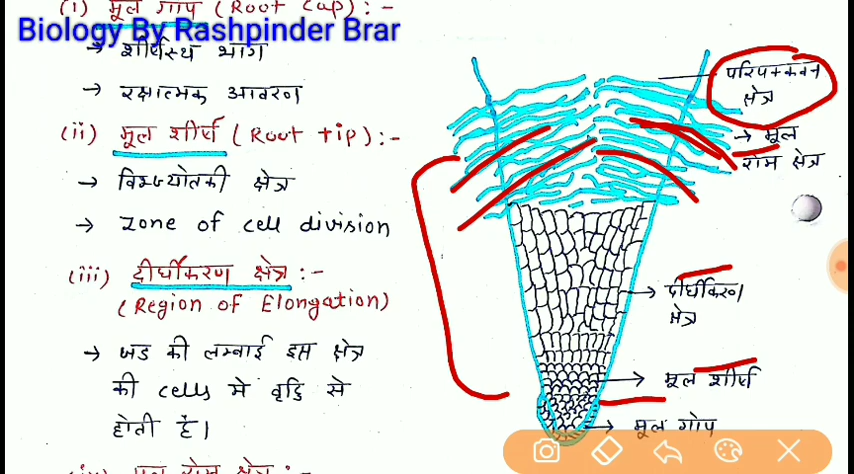 (i) मूल गोप (Root Cap) :-
Biology By Rashpinder Brar
→ शीर्षस्थ भाग
→ रक्षात्मक आवरण
(ii) मूल शीर्ष (Root tip) :-
→ विभज्योतकी क्षेत्र
→ zone of cell division
(iii) दीर्घीकरण क्षेत्र :-
(Region of Elongation)
→ जड की लम्बाई इस क्षेत्र
की cells मे वृद्धि से
होती है।
परिपक्कवन
क्षेत्र
→ मूल
रोम क्षेत्र
→ दीर्घीकरण
क्षेत्र
→ मूल शीर्ष
→ मूल गोप